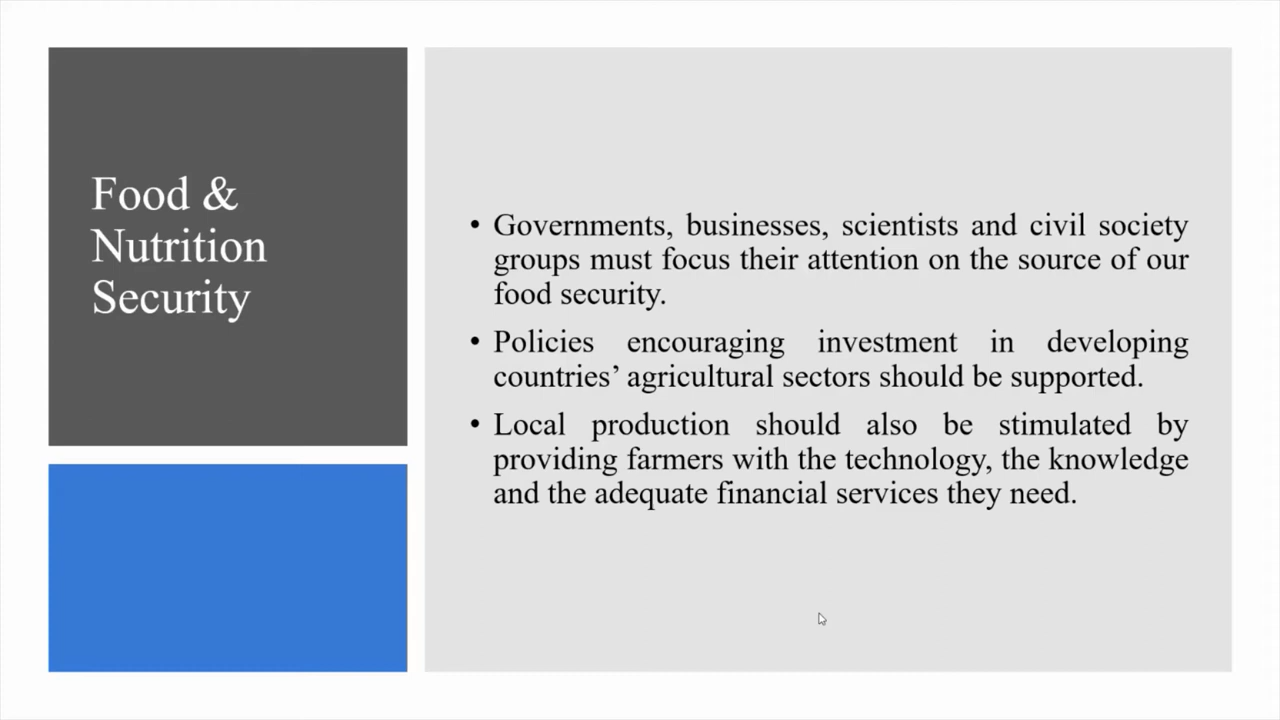 Food &
Nutrition
Security
• Governments, businesses, scientists and civil society
groups must focus their attention on the source of our
food security.
• Policies encouraging investment in developing
countries’ agricultural sectors should be supported.
• Local production should also be stimulated by
providing farmers with the technology, the knowledge
and the adequate financial services they need.